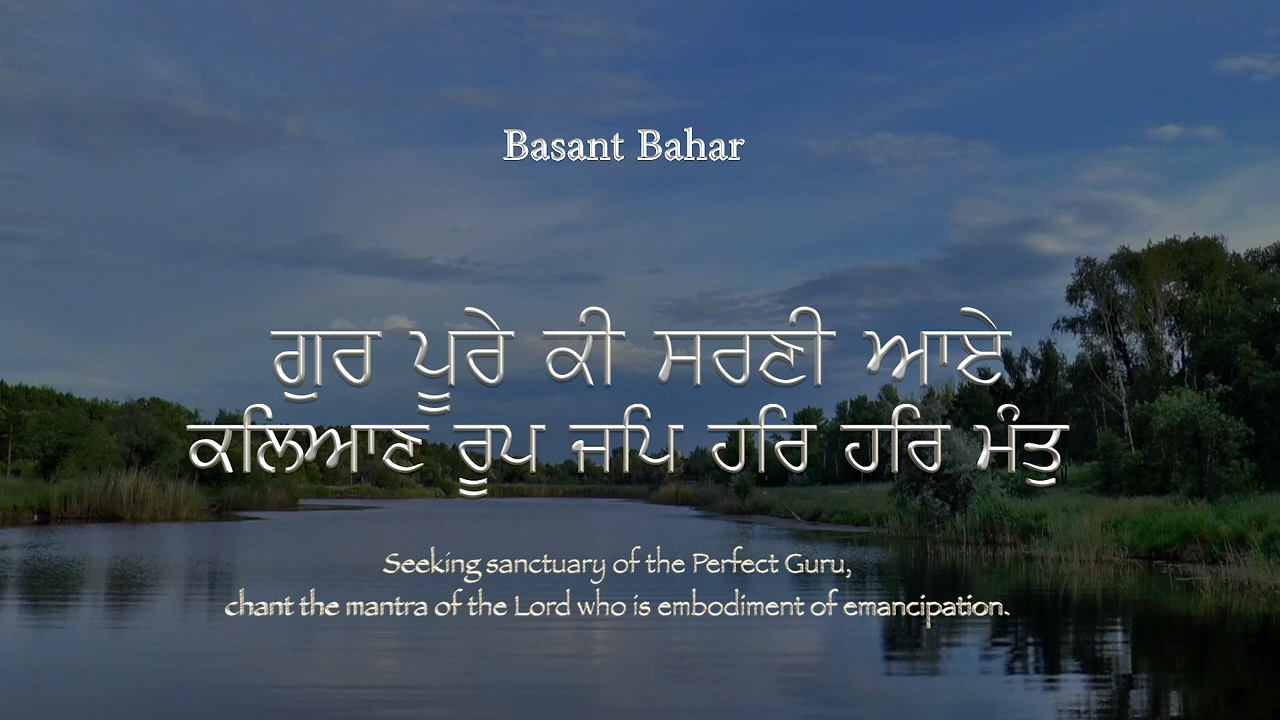 Basant Bahar
ਗੁਰ ਪੂਰੇ ਕੀ ਸਰਣੀ ਆਏ
ਕਲਿਆਣ ਰੂਪ ਜਪਿ ਹਰਿ ਹਰਿ ਮੰਤੁ
Seeking sanctuary of the Perfect Guru,
chant the mantra of the Lord who is embodiment of emancipation.